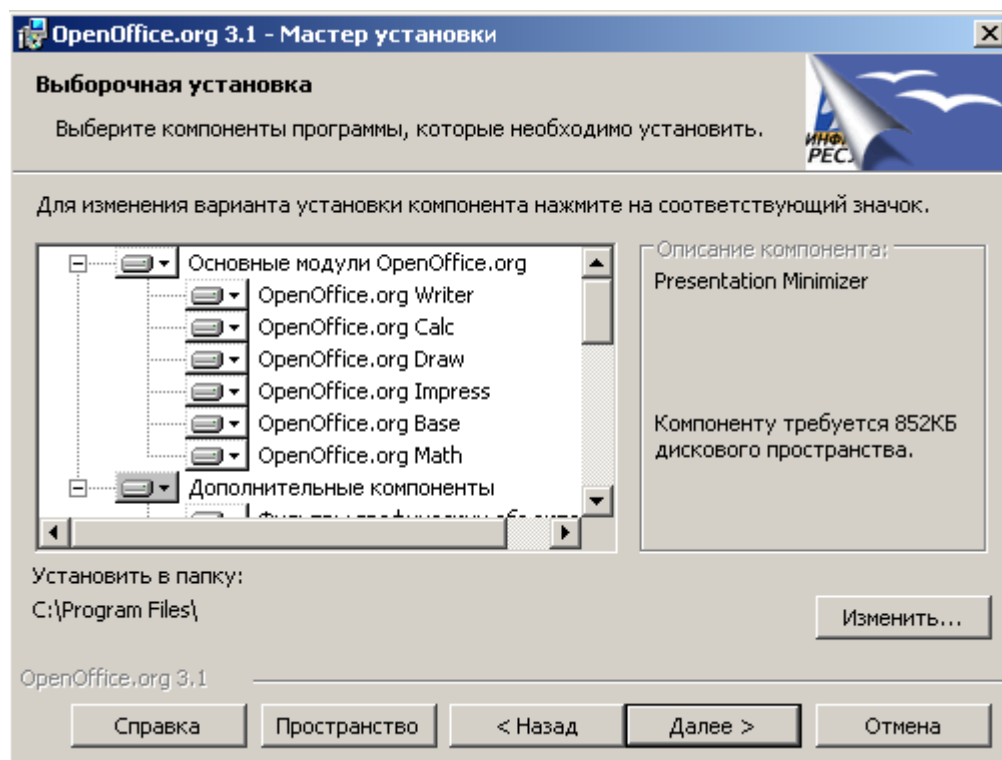 OpenOffice.org 3.1 - Мастер установки
Выборочная установка
Выберите компоненты программы, которые необходимо установить.
Для изменения варианта установки компонента нажмите на соответствующий значок.
Основные модули OpenOffice.org
OpenOffice.org Writer
OpenOffice.org Calc
OpenOffice.org Draw
OpenOffice.org Impress
OpenOffice.org Base
OpenOffice.org Math
Дополнительные компоненты
Описание компонента:
Presentation Minimizer
Компоненту требуется 852КБ
дискового пространства.
Установить в папку:
C:\Program Files\
Изменить...
OpenOffice.org 3.1
Справка
Пространство
< Назад
Далее >
Отмена